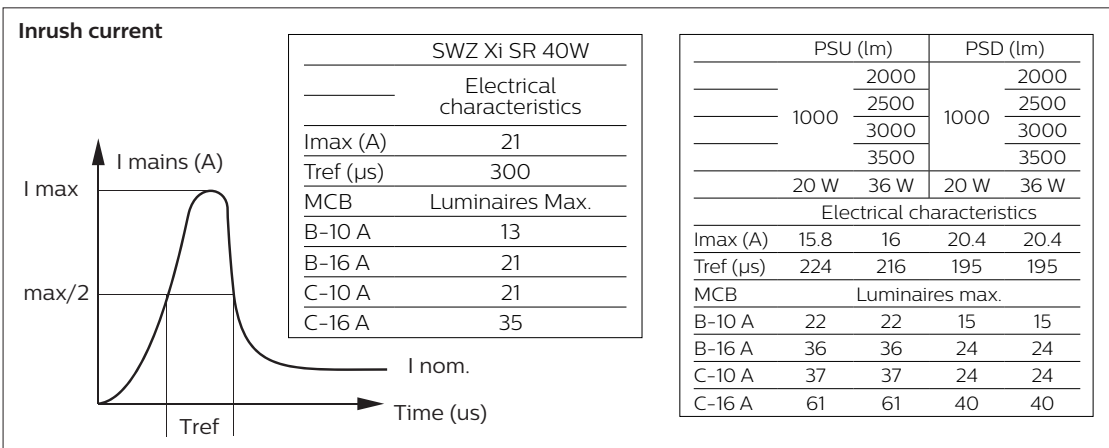 Inrush current
I mains (A)
I max
max/2
I nom.
Time (us)
Tref
SWZ Xi SR 40W
Electrical
characteristics
Imax (A) 21
Tref (µs) 300
MCB Luminaires Max.
B-10 A 13
B-16 A 21
C-10 A 21
C-16 A 35
PSU (lm) PSD (lm)
2000 2000
2500 2500
1000 1000
3000 3000
3500 3500
20 W 36 W 20 W 36 W
Electrical characteristics
Imax (A) 15.8 16 20.4 20.4
Tref (µs) 224 216 195 195
MCB Luminaires max.
B-10 A 22 22 15 15
B-16 A 36 36 24 24
C-10 A 37 37 24 24
C-16 A 61 61 40 40